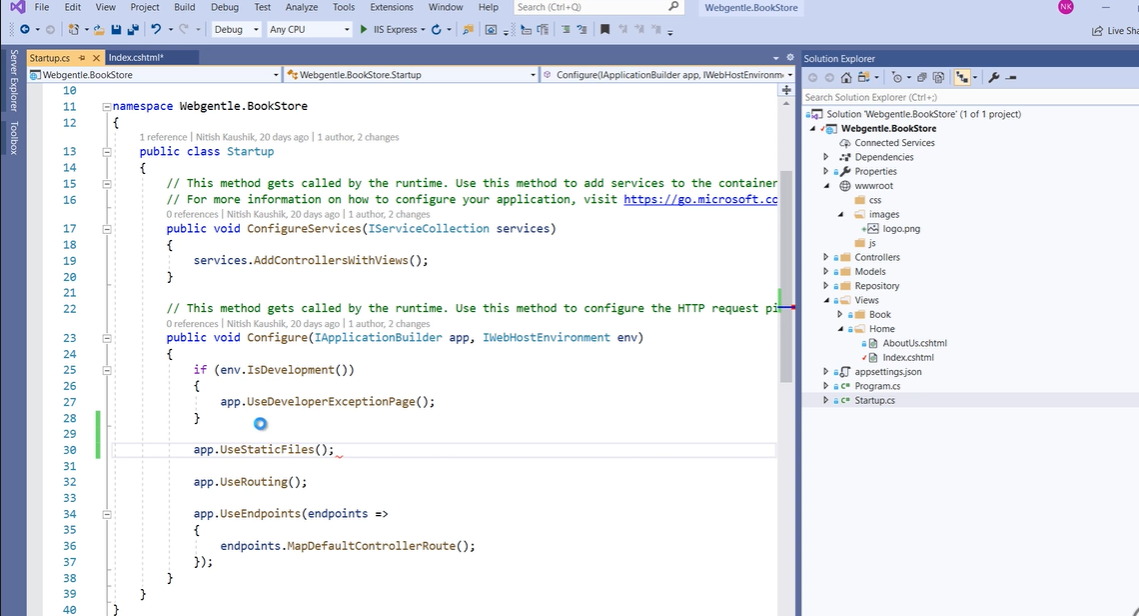 File Edit View Project Build Debug Test Analyze Tools Extensions Window Help Search (Ctrl+Q) Webgentle.BookStore NK
Debug Any CPU IIS Express Live Sha
Server Explorer
Toolbox
Startup.cs Index.cshtml*
Webgentle.BookStore Webgentle.BookStore.Startup Configure(IApplicationBuilder app, IWebHostEnvironm
10
11 namespace Webgentle.BookStore
12 {
1 reference | Nitish Kaushik, 20 days ago | 1 author, 2 changes
13 public class Startup
14 {
15 // This method gets called by the runtime. Use this method to add services to the container
16 // For more information on how to configure your application, visit https://go.microsoft.co
0 references | Nitish Kaushik, 20 days ago | 1 author, 2 changes
17 public void ConfigureServices(IServiceCollection services)
18 {
19 services.AddControllersWithViews();
20 }
21
22 // This method gets called by the runtime. Use this method to configure the HTTP request pi
0 references | Nitish Kaushik, 20 days ago | 1 author, 2 changes
23 public void Configure(IApplicationBuilder app, IWebHostEnvironment env)
24 {
25 if (env.IsDevelopment())
26 {
27 app.UseDeveloperExceptionPage();
28 }
29
30 app.UseStaticFiles();
31
32 app.UseRouting();
33
34 app.UseEndpoints(endpoints =>
35 {
36 endpoints.MapDefaultControllerRoute();
37 });
38 }
39 }
40 }
Solution Explorer
Search Solution Explorer (Ctrl+;)
Solution 'Webgentle.BookStore' (1 of 1 project)
Webgentle.BookStore
Connected Services
Dependencies
Properties
wwwroot
css
images
logo.png
js
Controllers
Models
Repository
Views
Book
Home
AboutUs.cshtml
Index.cshtml
appsettings.json
C# Program.cs
C# Startup.cs